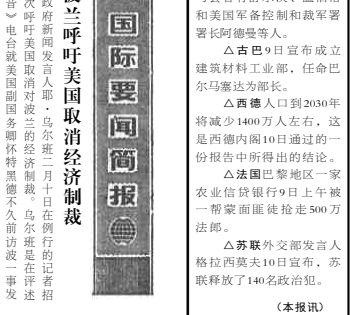 波兰呼吁美国取消经济制裁
政府新闻发言人耶·乌尔班二月十日在例行的记者招
次呼吁美国取消对波兰的经济制裁。乌尔班是在评述
音》电台就美国副国务卿怀特黑德不久前访波一事发
国际要闻简报
和美国军备控制和裁军署
署长阿德曼等人。
△古巴9日宣布成立
建筑材料工业部，任命巴
尔马塞达为部长。
△西德人口到2030年
将减少1400万人左右，这
是西德内阁10日通过的一
份报告中所得出的结论。
△法国巴黎地区一家
农业信贷银行9日上午被
一帮蒙面匪徒抢走500万
法郎。
△苏联外交部发言人
格拉西莫夫10日宣布，苏
联释放了140名政治犯。
（本报讯）